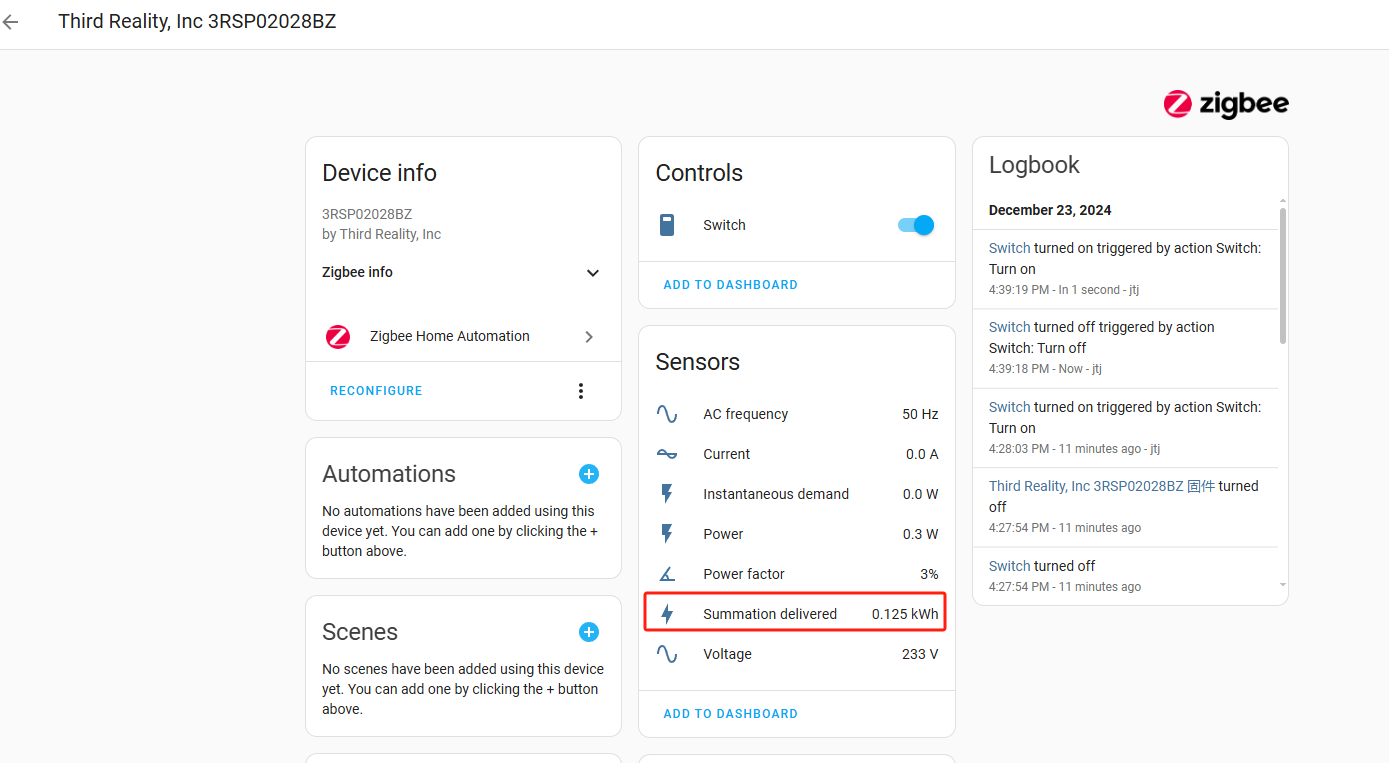 Third Reality, Inc 3RSP02028BZ
zigbee
Device info
3RSP02028BZ
by Third Reality, Inc
Zigbee info
Zigbee Home Automation
RECONFIGURE
Automations
No automations have been added using this
device yet. You can add one by clicking the +
button above.
Scenes
No scenes have been added using this device
yet. You can add one by clicking the + button
above.
Controls
Switch
ADD TO DASHBOARD
Sensors
AC frequency 50 Hz
Current 0.0 A
Instantaneous demand 0.0 W
Power 0.3 W
Power factor 3%
Summation delivered 0.125 kWh
Voltage 233 V
ADD TO DASHBOARD
Logbook
December 23, 2024
Switch turned on triggered by action Switch:
Turn on
4:39:19 PM - In 1 second - jtj
Switch turned off triggered by action
Switch: Turn off
4:39:18 PM - Now - jtj
Switch turned on triggered by action Switch:
Turn on
4:28:03 PM - 11 minutes ago - jtj
Third Reality, Inc 3RSP02028BZ 固件 turned
off
4:27:54 PM - 11 minutes ago
Switch turned off
4:27:54 PM - 11 minutes ago